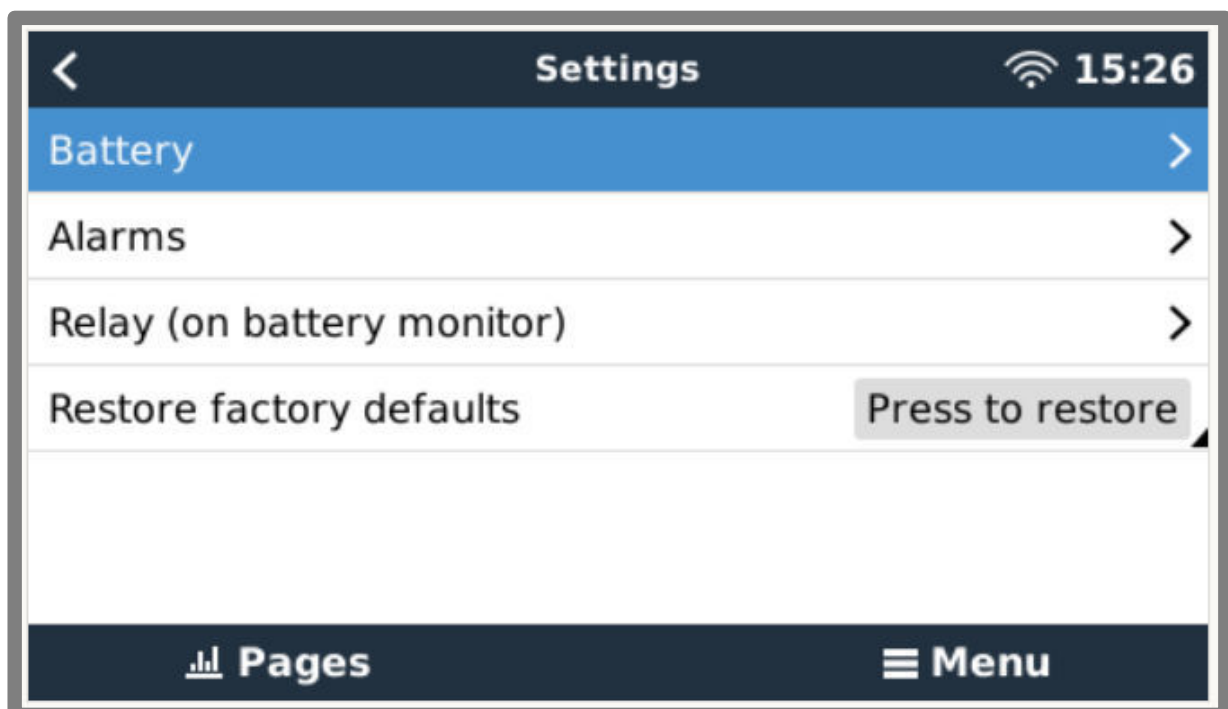 Settings 15:26
Battery
Alarms
Relay (on battery monitor)
Restore factory defaults Press to restore
Pages Menu